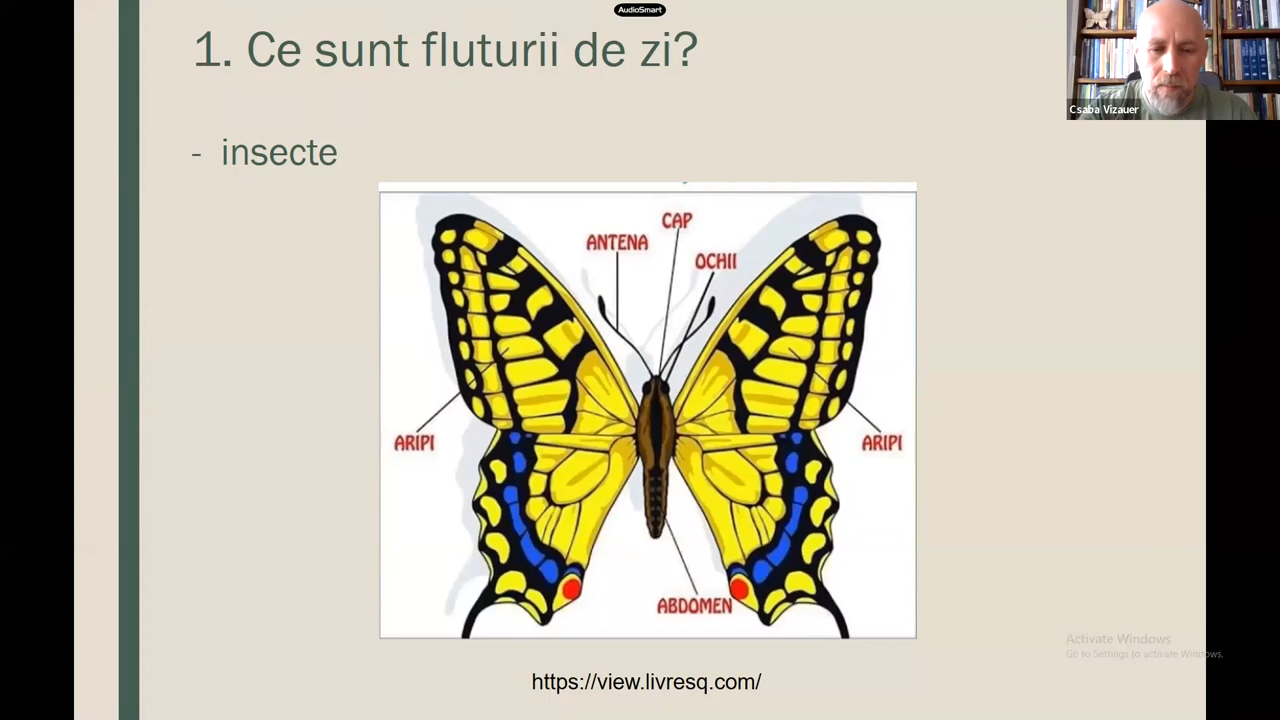 AudioSmart
1. Ce sunt fluturii de zi?
Csaba Vizauer
- insecte
CAP
ANTENA
OCHII
ARIPI
ARIPI
ABDOMEN
Activate Windows
Go to Settings to activate Windows.
https://view.livresq.com/